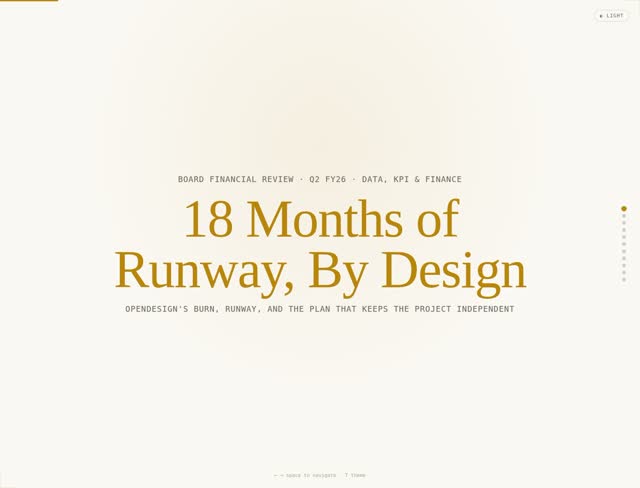 ◐ LIGHT
BOARD FINANCIAL REVIEW · Q2 FY26 · DATA, KPI & FINANCE
18 Months of
Runway, By Design
OPENDESIGN'S BURN, RUNWAY, AND THE PLAN THAT KEEPS THE PROJECT INDEPENDENT
← → space to navigate T theme